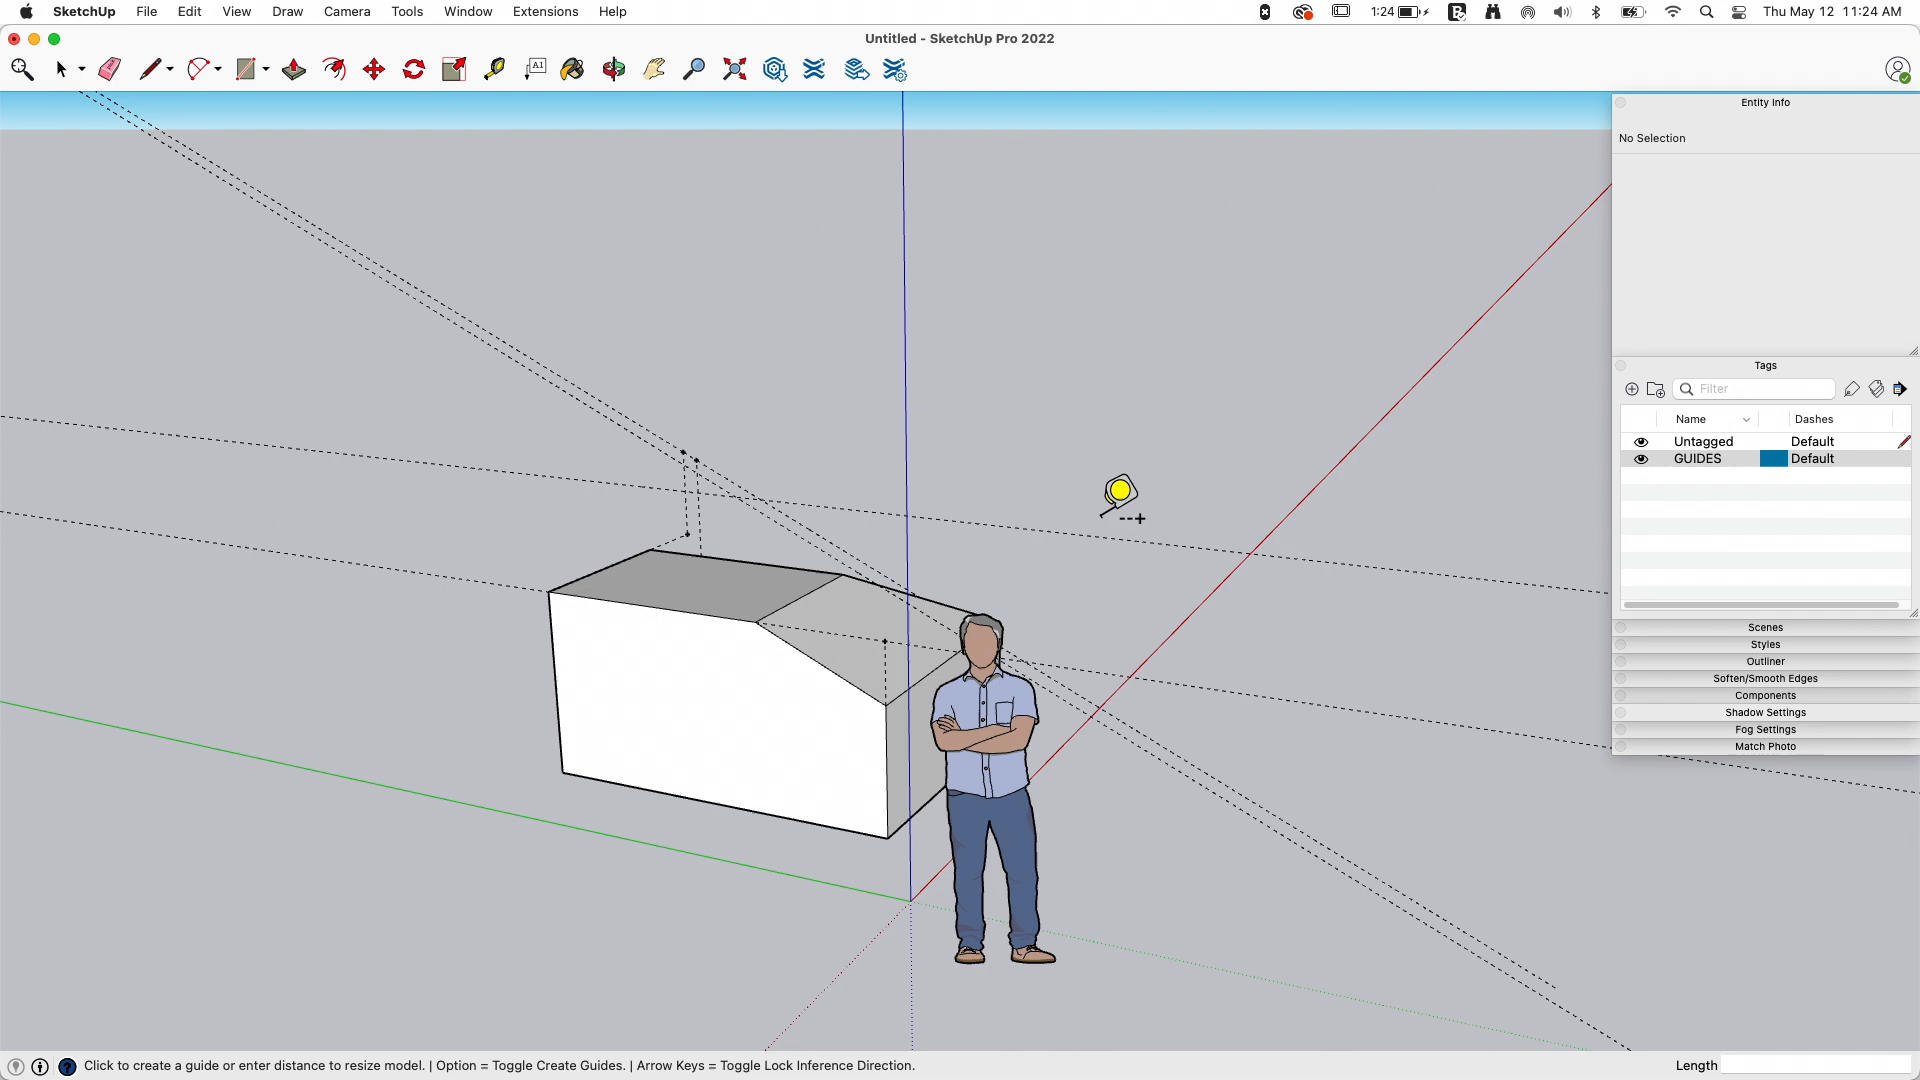 SketchUp File Edit View Draw Camera Tools Window Extensions Help 1:24 Thu May 12 11:24 AM
Untitled - SketchUp Pro 2022
A1
Entity Info
No Selection
Tags
Filter
Name Dashes
Untagged Default
GUIDES Default
Scenes
Styles
Outliner
Soften/Smooth Edges
Components
Shadow Settings
Fog Settings
Match Photo
Click to create a guide or enter distance to resize model. | Option = Toggle Create Guides. | Arrow Keys = Toggle Lock Inference Direction. Length